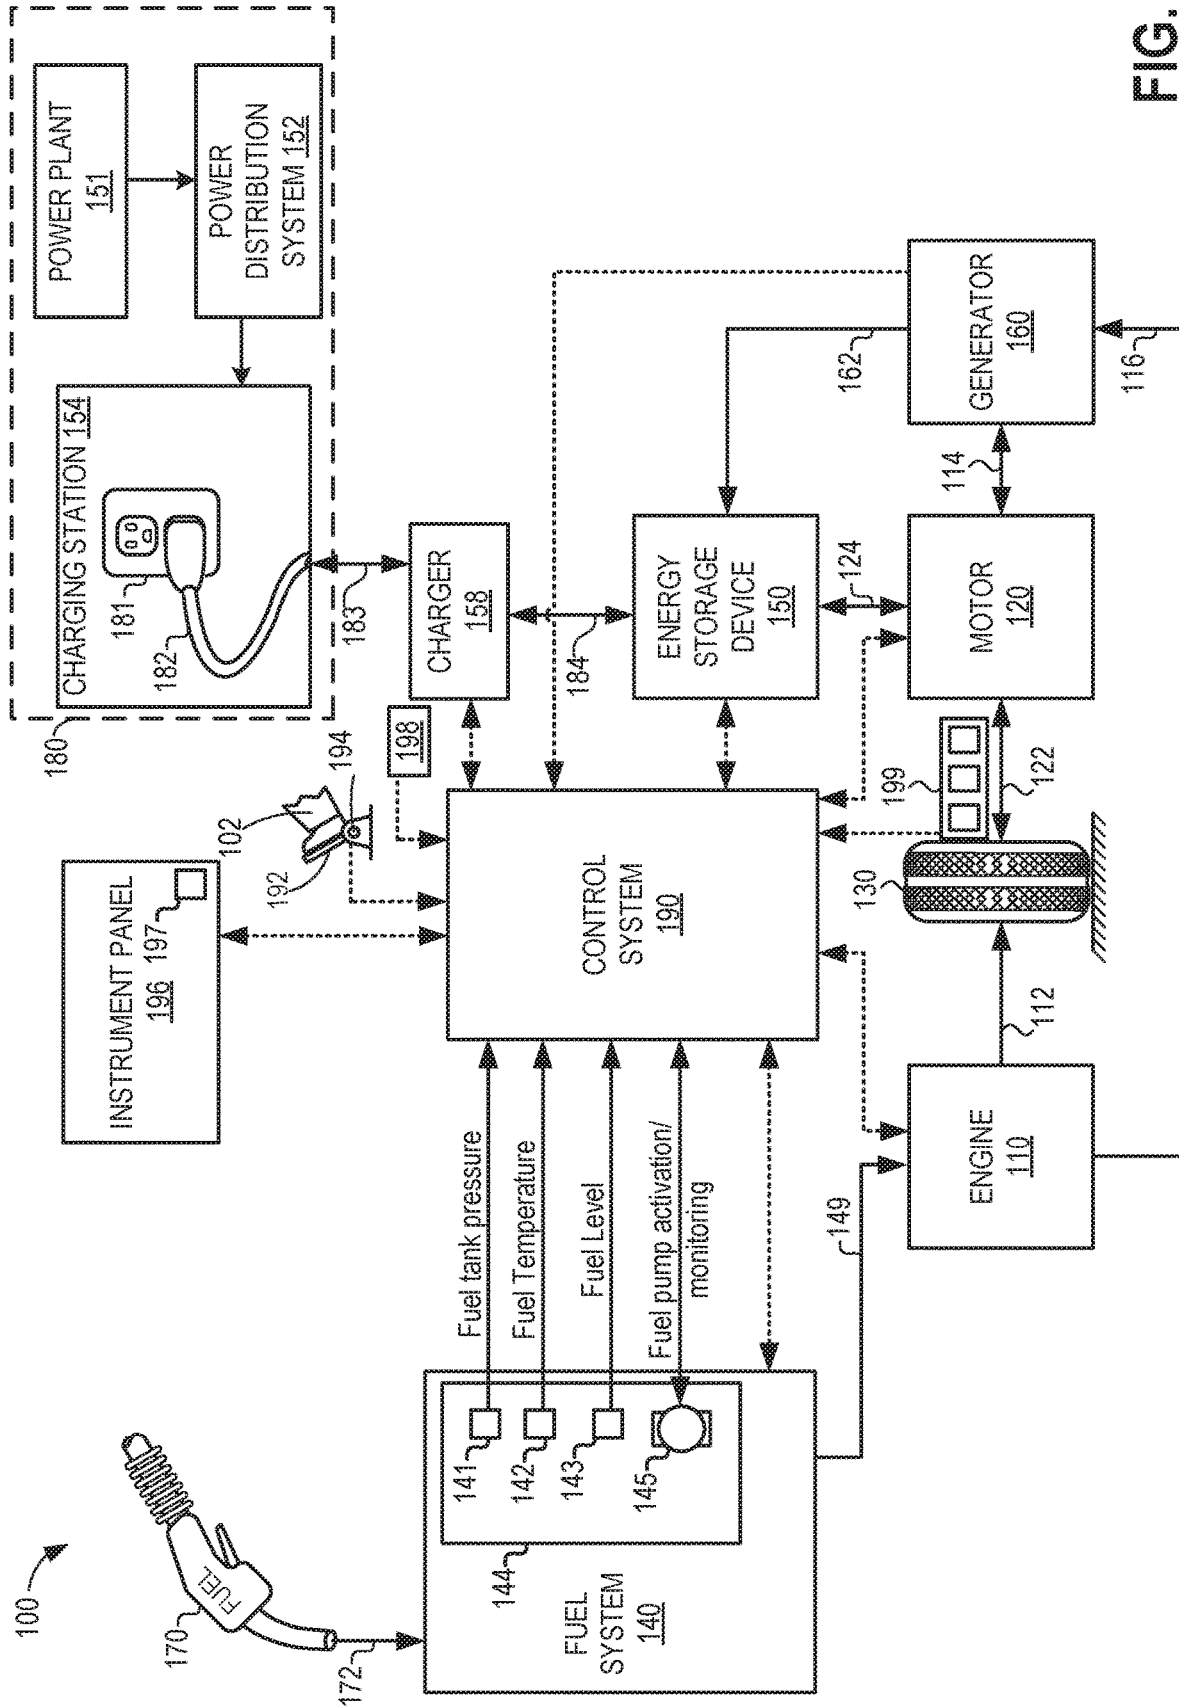 100
170
FUEL
172
FUEL
SYSTEM
140
144
141
142
143
145
Fuel tank pressure
Fuel Temperature
Fuel Level
Fuel pump activation/
monitoring
149
INSTRUMENT PANEL
196
197
102
192
194
198
CONTROL
SYSTEM
190
180
CHARGING STATION 154
181
182
183
POWER PLANT
151
POWER
DISTRIBUTION
SYSTEM 152
CHARGER
158
184
ENERGY
STORAGE
DEVICE
150
124
162
ENGINE
110
112
130
199
122
MOTOR
120
114
GENERATOR
160
116
FIG.